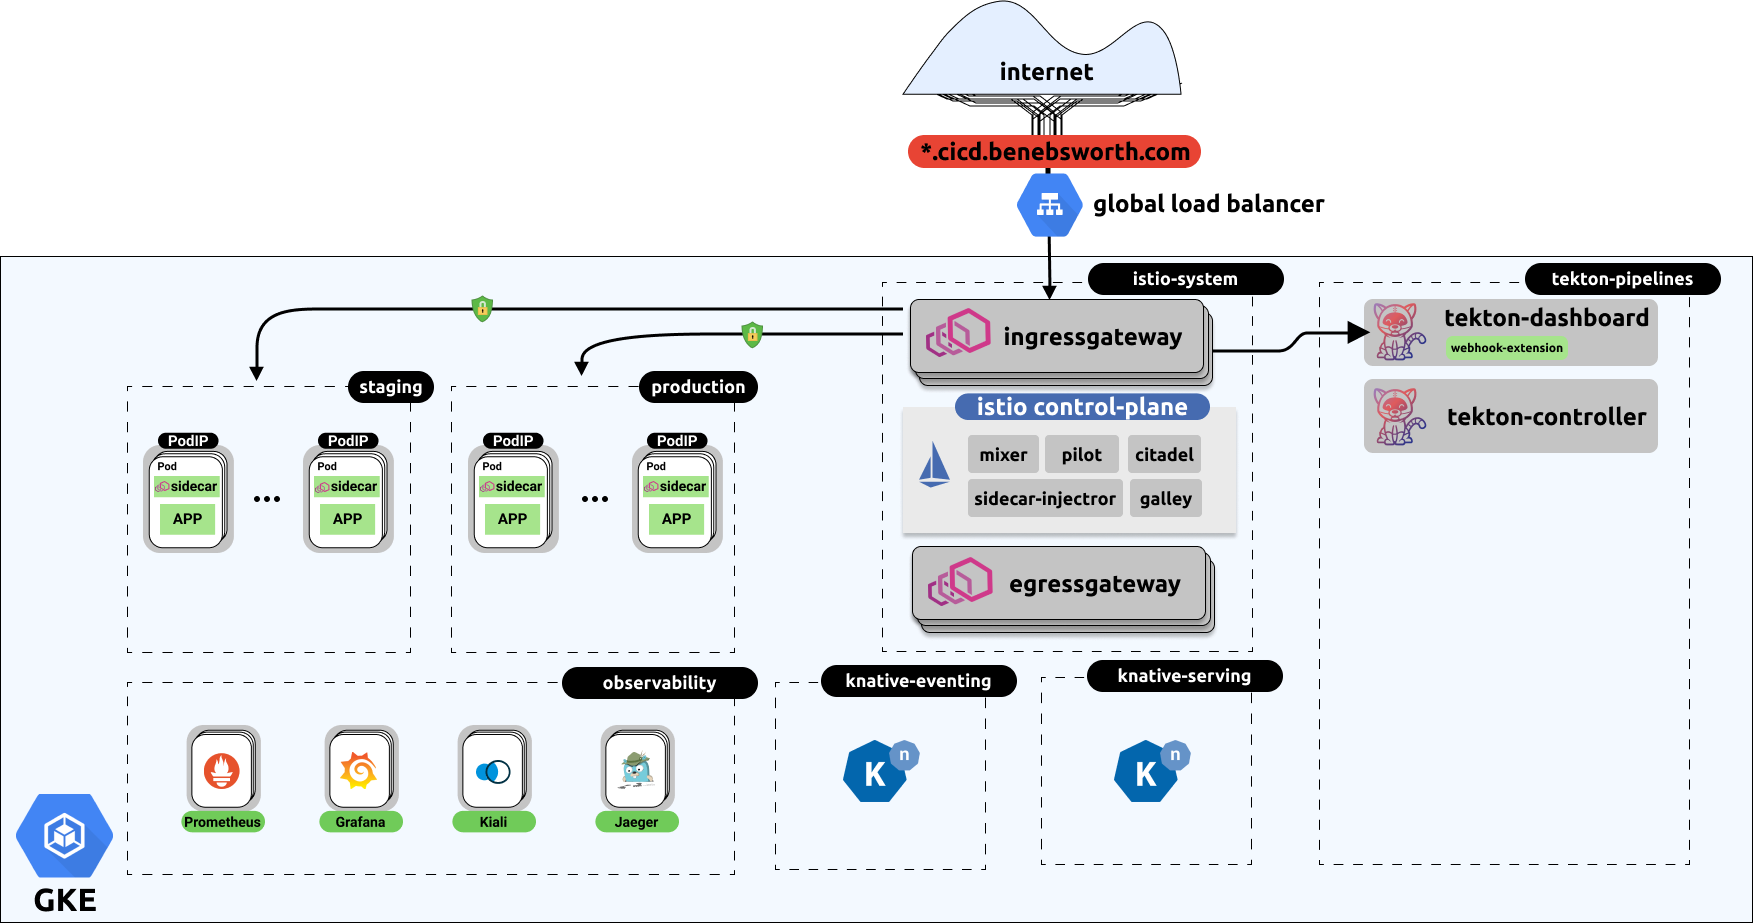 internet
*.cicd.benebsworth.com
global load balancer
istio-system
tekton-pipelines
ingressgateway
tekton-dashboard
webhook-extension
tekton-controller
staging
production
istio control-plane
mixer
pilot
citadel
sidecar-injectror
galley
egressgateway
PodIP
Pod
sidecar
APP
...
PodIP
Pod
sidecar
APP
PodIP
Pod
sidecar
APP
...
PodIP
Pod
sidecar
APP
observability
knative-eventing
knative-serving
Prometheus
Grafana
Kiali
Jaeger
K n
K n
GKE